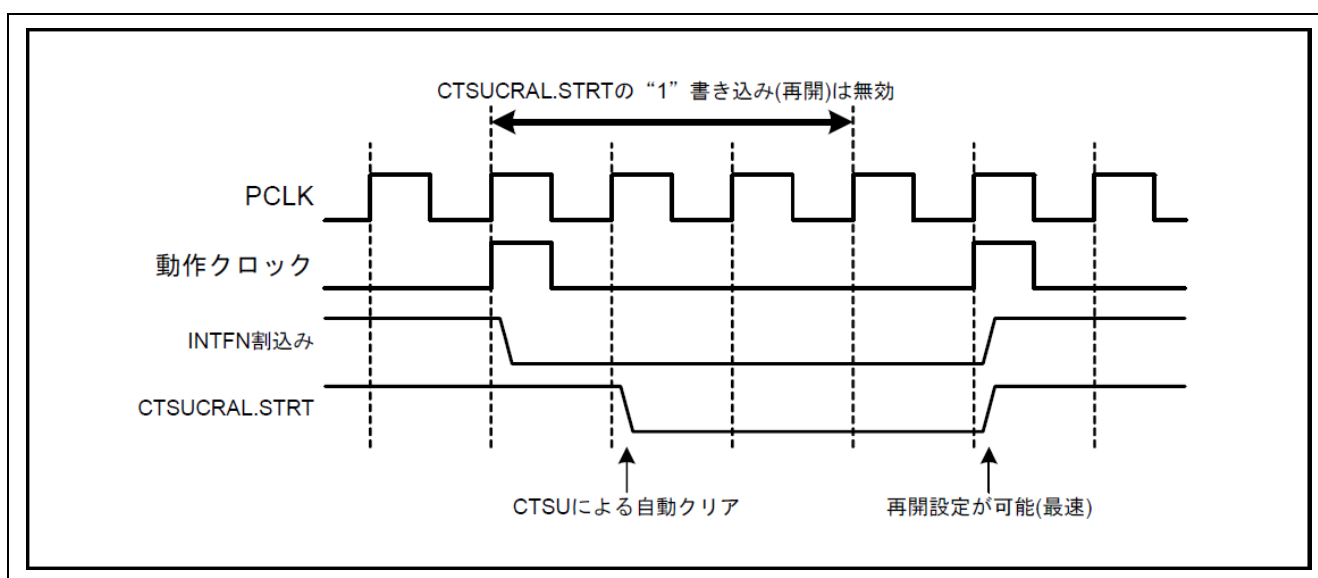 CTSUCRAL.STRTの“1”書き込み(再開)は無効
PCLK
動作クロック
INTFN割込み
CTSUCRAL.STRT
CTSUによる自動クリア
再開設定が可能(最速)